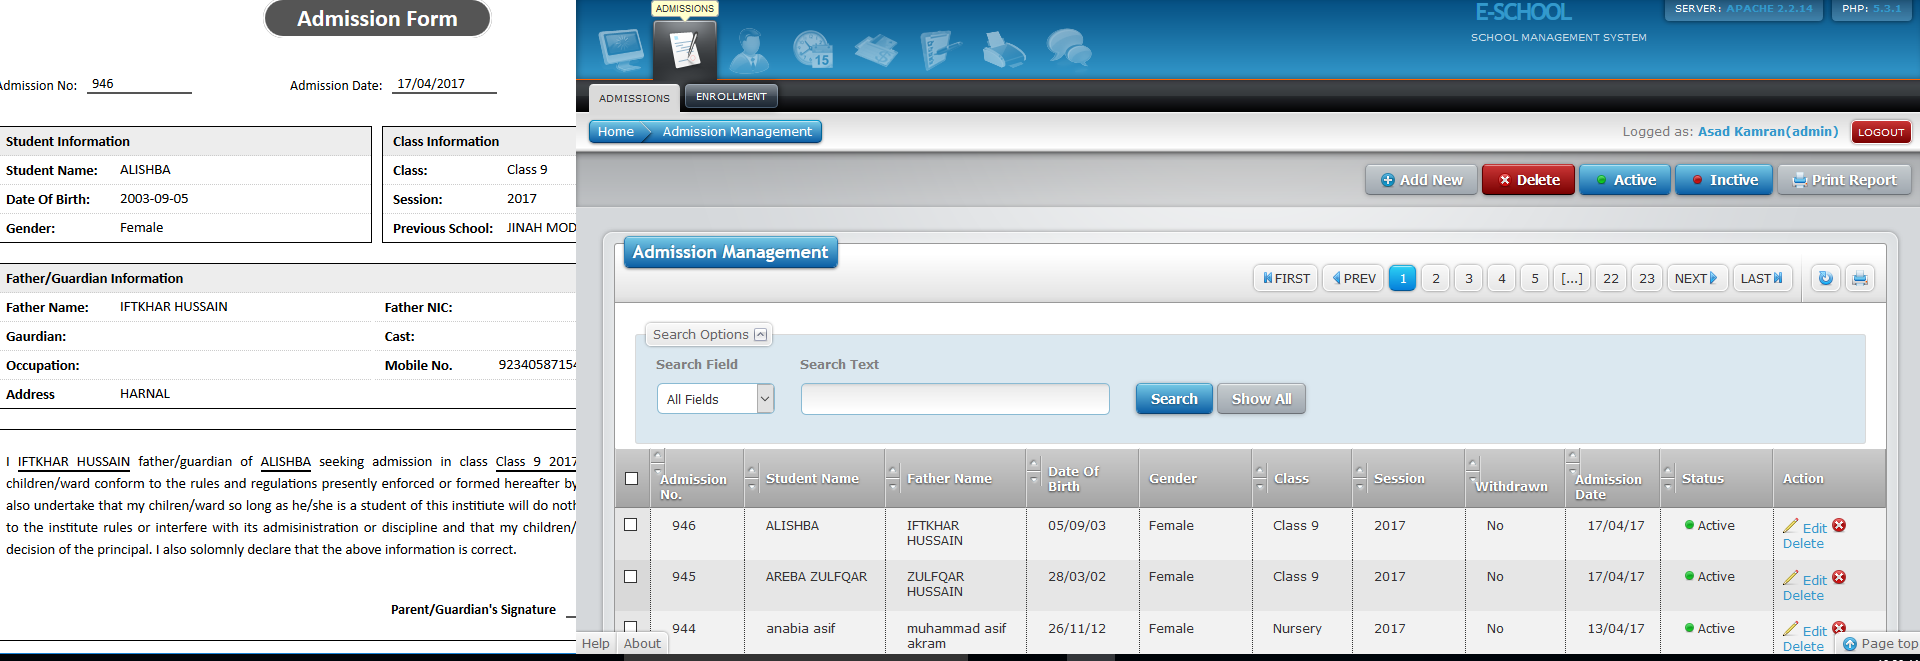 Admission Form
Admission No: 946 Admission Date: 17/04/2017
Student Information
Student Name: ALISHBA
Date Of Birth: 2003-09-05
Gender: Female
Class Information
Class: Class 9
Session: 2017
Previous School: JINAH MOD
Father/Guardian Information
Father Name: IFTKHAR HUSSAIN Father NIC:
Gaurdian: Cast:
Occupation: Mobile No. 92340587154
Address HARNAL
I IFTKHAR HUSSAIN father/guardian of ALISHBA seeking admission in class Class 9 2017
children/ward conform to the rules and regulations presently enforced or formed hereafter by
also undertake that my chilren/ward so long as he/she is a student of this institiute will do noth
to the institute rules or interfere with its admisinistration or discipline and that my children/
decision of the principal. I also solomnly declare that the above information is correct.
Parent/Guardian's Signature
ADMISSIONS
15
E-SCHOOL
SCHOOL MANAGEMENT SYSTEM
SERVER: APACHE 2.2.14 PHP: 5.3.1
ADMISSIONS ENROLLMENT
Home Admission Management
Logged as: Asad Kamran(admin) LOGOUT
Add New Delete Active Inctive Print Report
Admission Management
FIRST PREV 1 2 3 4 5 [...] 22 23 NEXT LAST
Search Options
Search Field Search Text
All Fields Search Show All
Admission No. Student Name Father Name Date Of Birth Gender Class Session Withdrawn Admission Date Status Action
946 ALISHBA IFTKHAR HUSSAIN 05/09/03 Female Class 9 2017 No 17/04/17 Active Edit Delete
945 AREBA ZULFQAR ZULFQAR HUSSAIN 28/03/02 Female Class 9 2017 No 17/04/17 Active Edit Delete
944 anabia asif muhammad asif akram 26/11/12 Female Nursery 2017 No 13/04/17 Active Edit Delete
Help About Page top